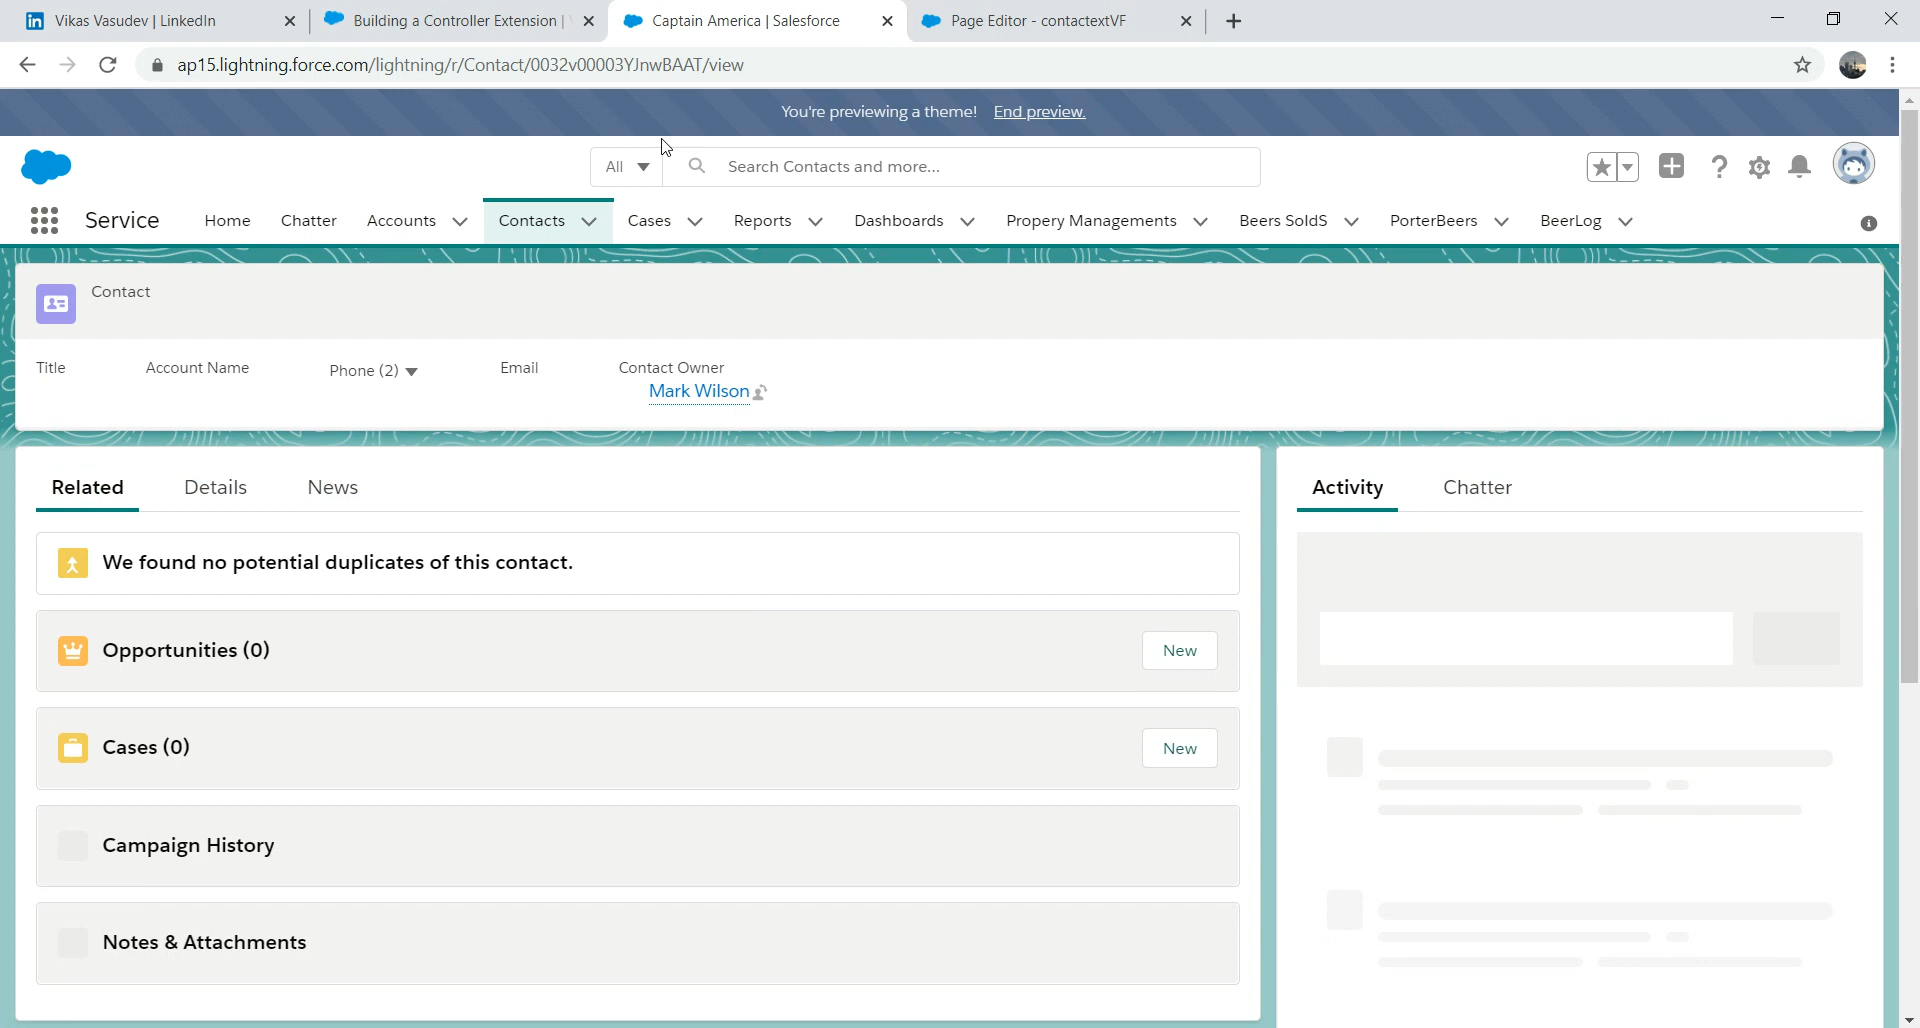 Vikas Vasudev | LinkedIn
Building a Controller Extension |
Captain America | Salesforce
Page Editor - contactextVF
ap15.lightning.force.com/lightning/r/Contact/0032v00003YJnwBAAT/view
You're previewing a theme! End preview.
All
Search Contacts and more...
Service
Home
Chatter
Accounts
Contacts
Cases
Reports
Dashboards
Propery Managements
Beers SoldS
PorterBeers
BeerLog
Contact
Title
Account Name
Phone (2)
Email
Contact Owner
Mark Wilson
Related
Details
News
Activity
Chatter
We found no potential duplicates of this contact.
Opportunities (0)
New
Cases (0)
New
Campaign History
Notes & Attachments